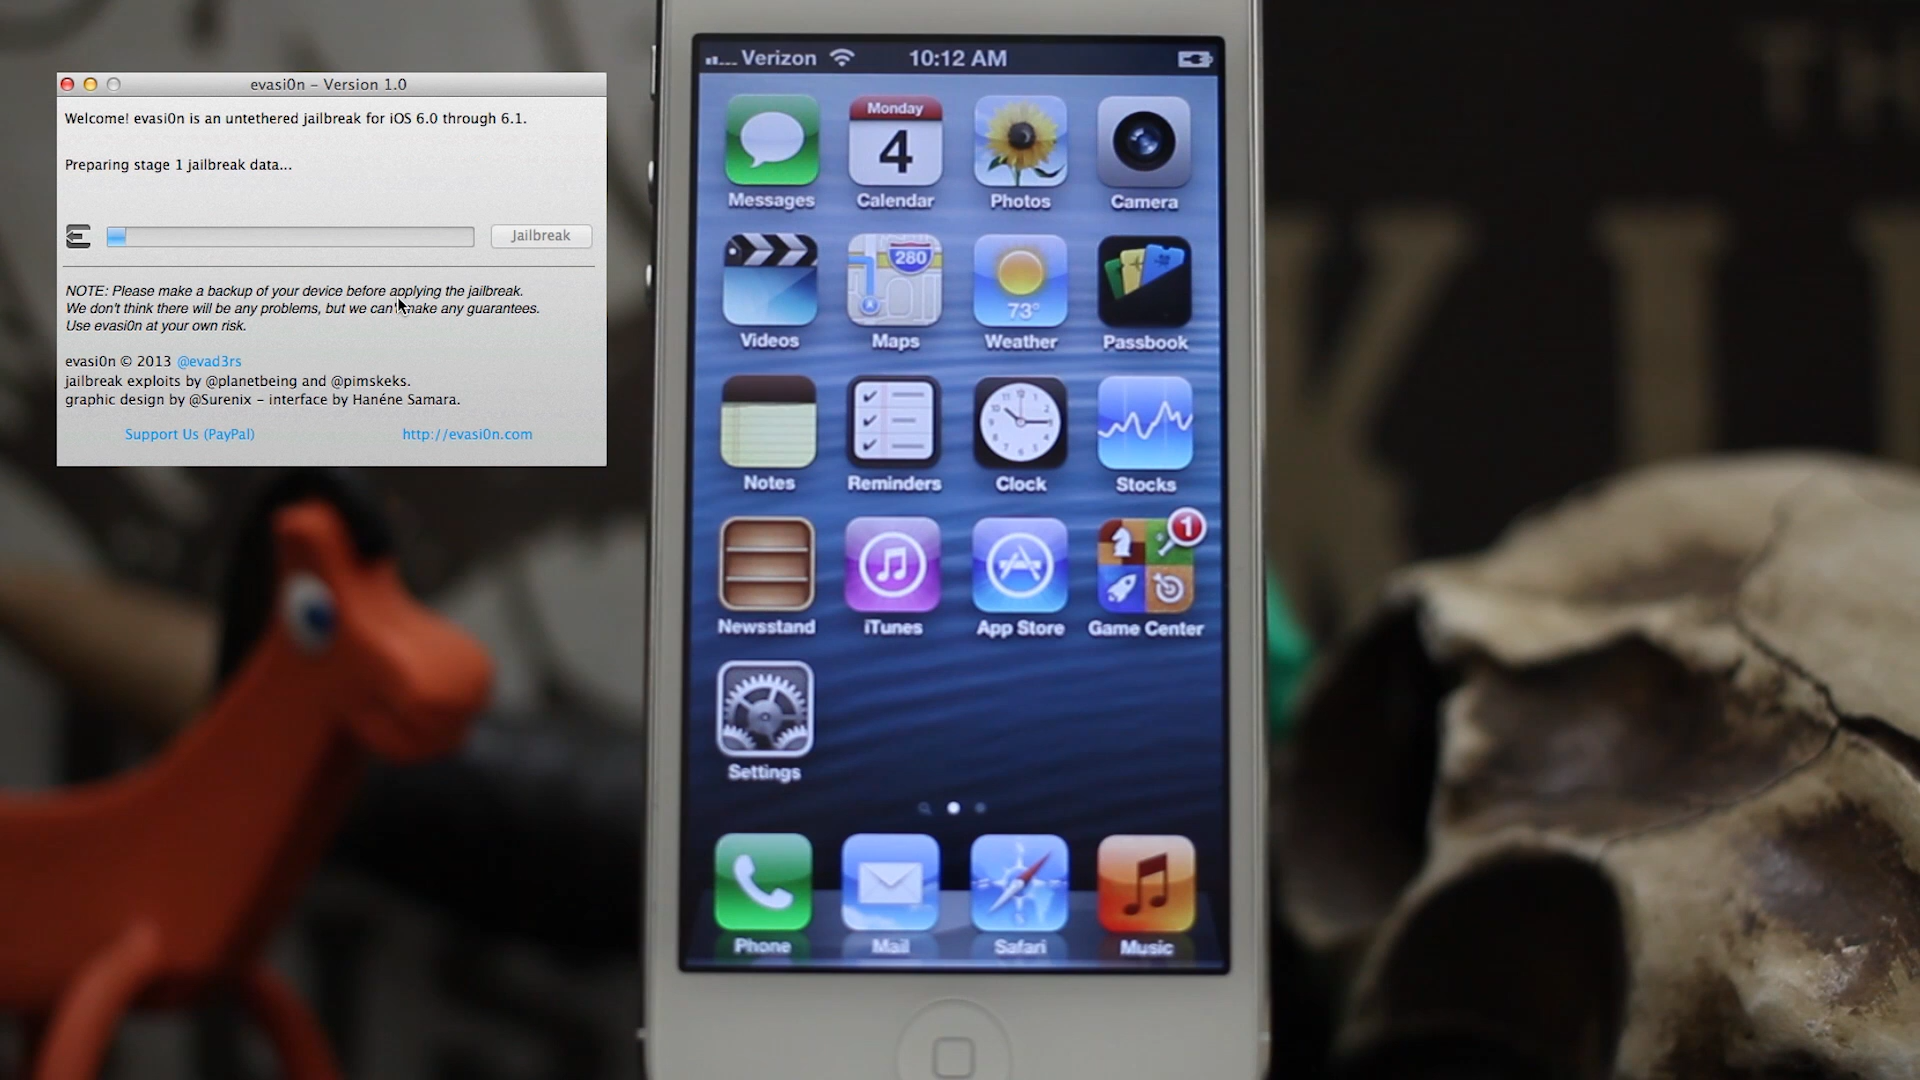 evasi0n – Version 1.0
Welcome! evasi0n is an untethered jailbreak for iOS 6.0 through 6.1.
Preparing stage 1 jailbreak data...
Jailbreak
NOTE: Please make a backup of your device before applying the jailbreak.
We don't think there will be any problems, but we can't make any guarantees.
Use evasi0n at your own risk.
evasi0n © 2013 @evad3rs
jailbreak exploits by @planetbeing and @pimskeks.
graphic design by @Surenix – interface by Hanéne Samara.
Support Us (PayPal) http://evasi0n.com
Verizon 10:12 AM
Monday
4
Messages Calendar Photos Camera
280
73°
Videos Maps Weather Passbook
Notes Reminders Clock Stocks
1
Newsstand iTunes App Store Game Center
Settings
Phone Mail Safari Music